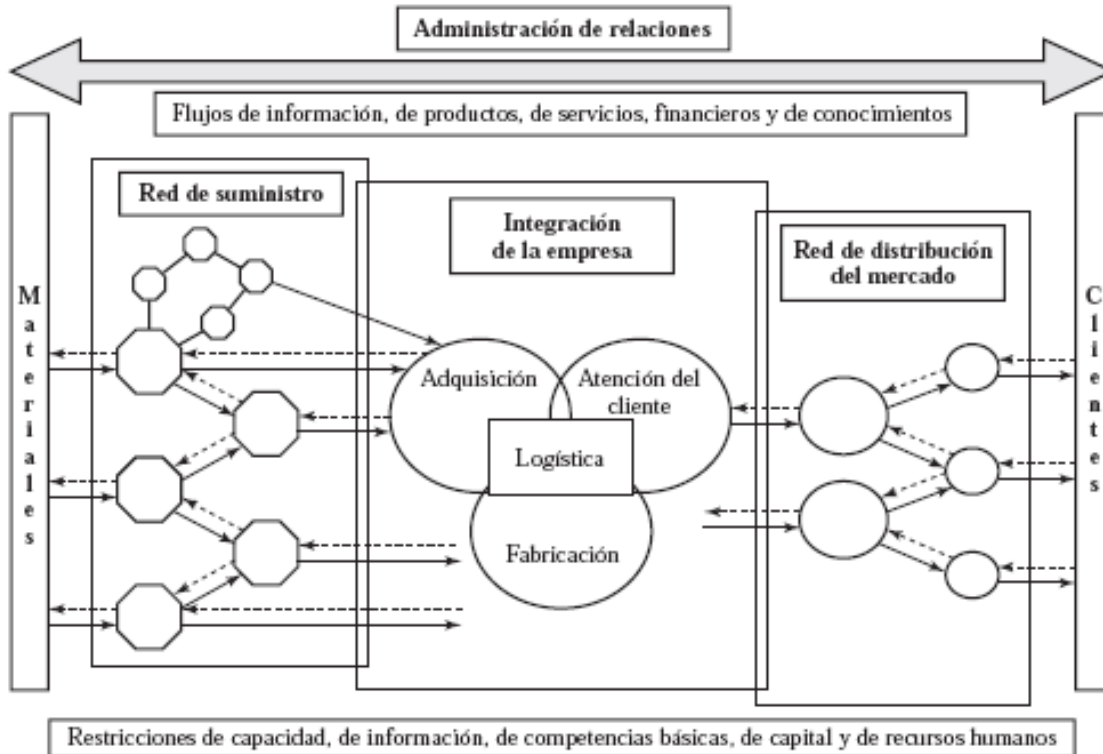 Administración de relaciones
Flujos de información, de productos, de servicios, financieros y de conocimientos
Materiales
Red de suministro
Integración
de la empresa
Red de distribución
del mercado
Clientes
Adquisición
Atención del
cliente
Logística
Fabricación
Restricciones de capacidad, de información, de competencias básicas, de capital y de recursos humanos